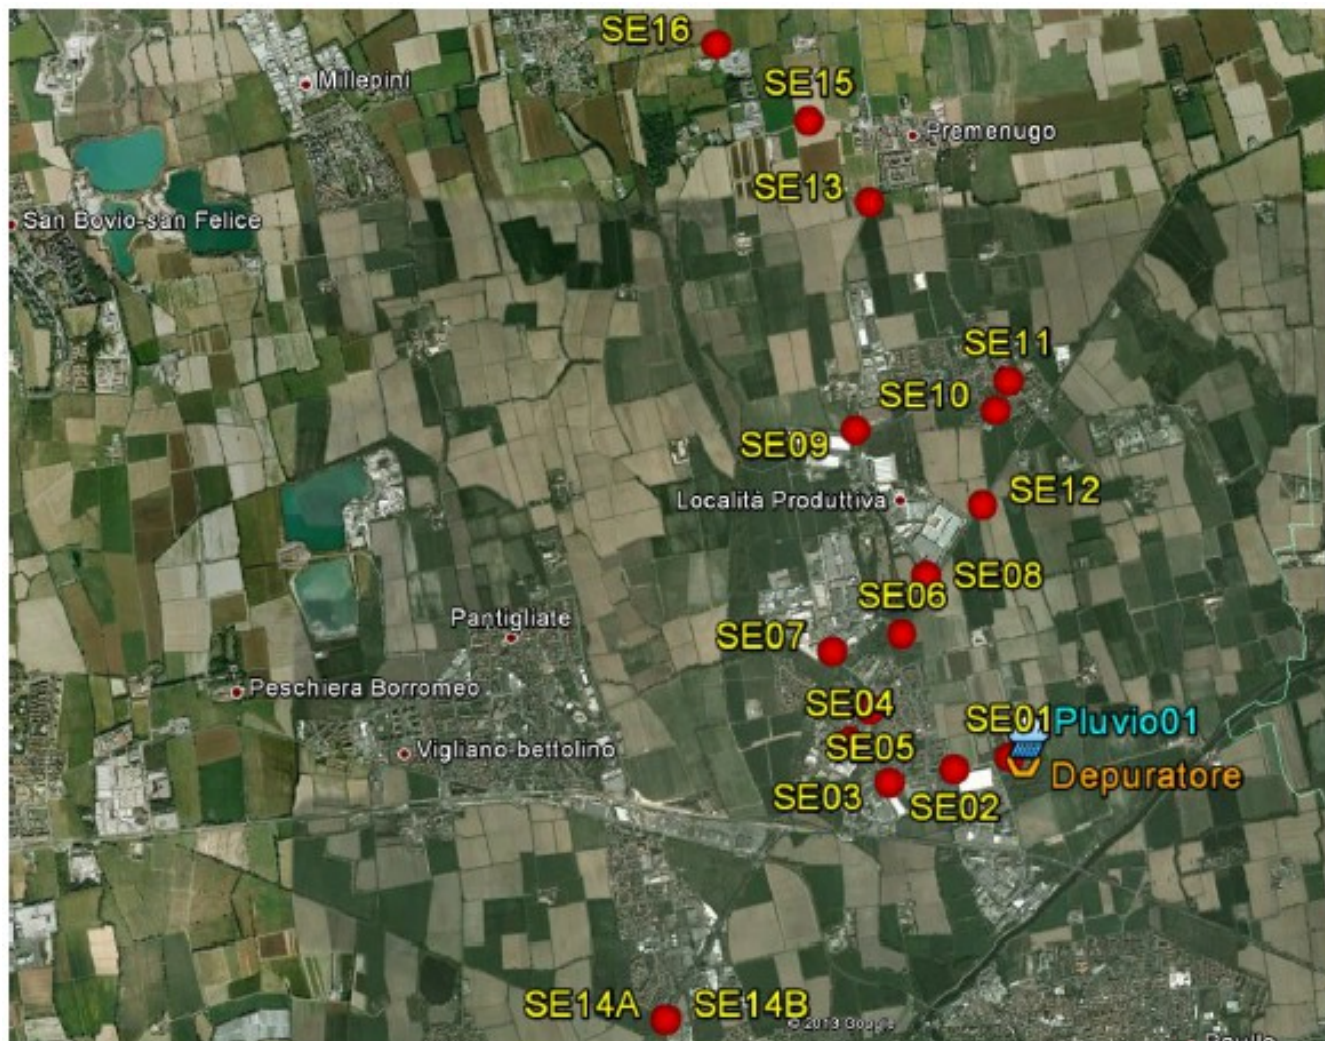 SE16
Millepini
SE15
Premenugo
SE13
San Bovio-san Felice
SE11
SE10
SE09
SE12
Località Produttiva
SE08
SE06
Pantigliate
SE07
Peschiera Borromeo
SE04
SE01
Pluvio01
Vigliano-bettolino
SE05
Depuratore
SE03
SE02
SE14A
SE14B
© 2013 Google